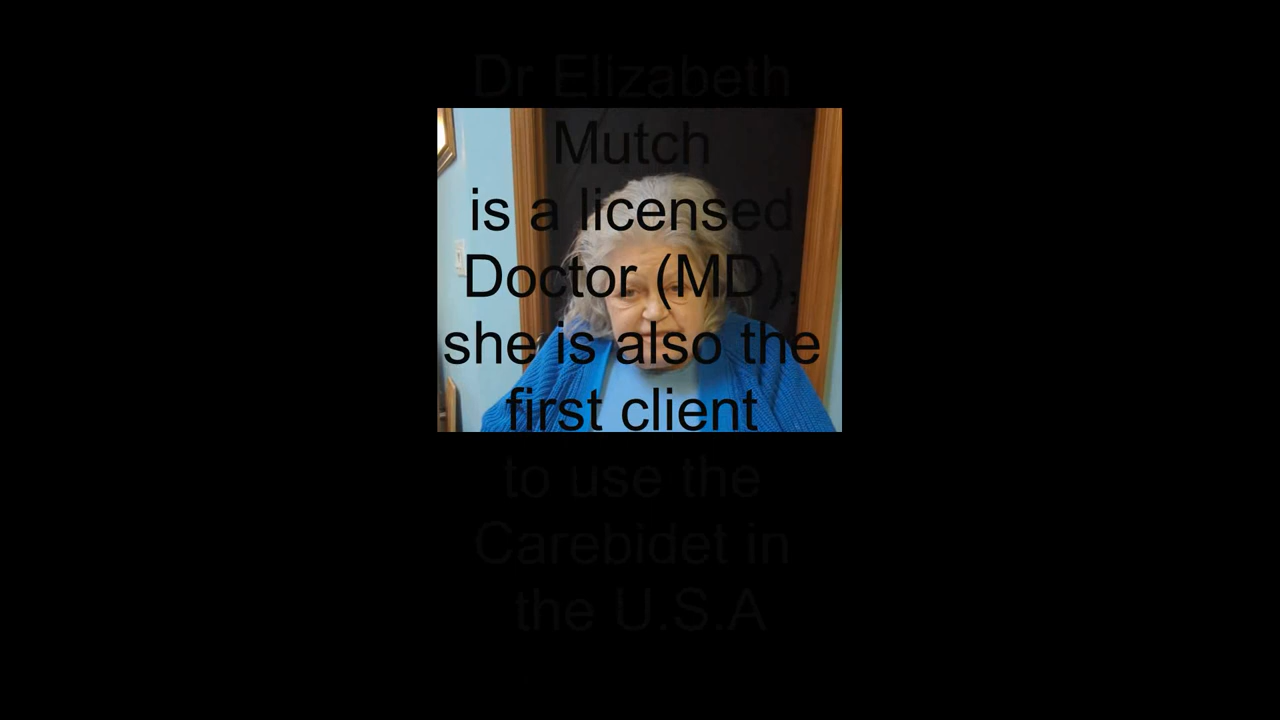 Dr Elizabeth
Mutch
is a licensed
Doctor (MD),
she is also the
first client
to use the
Carebidet in
the U.S.A